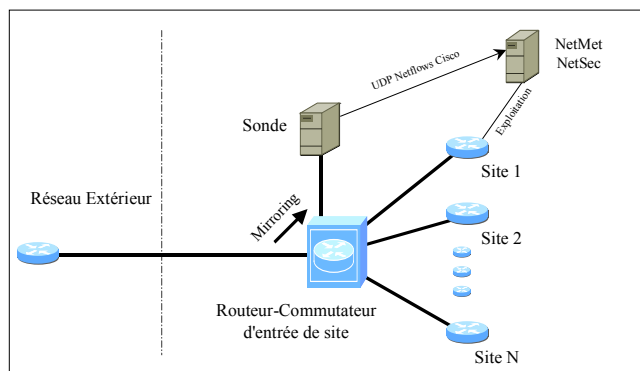 NetMet
NetSec
UDP Netflows Cisco
Sonde
Exploitation
Site 1
Réseau Extérieur
Mirroring
Site 2
Routeur-Commutateur
d'entrée de site
Site N